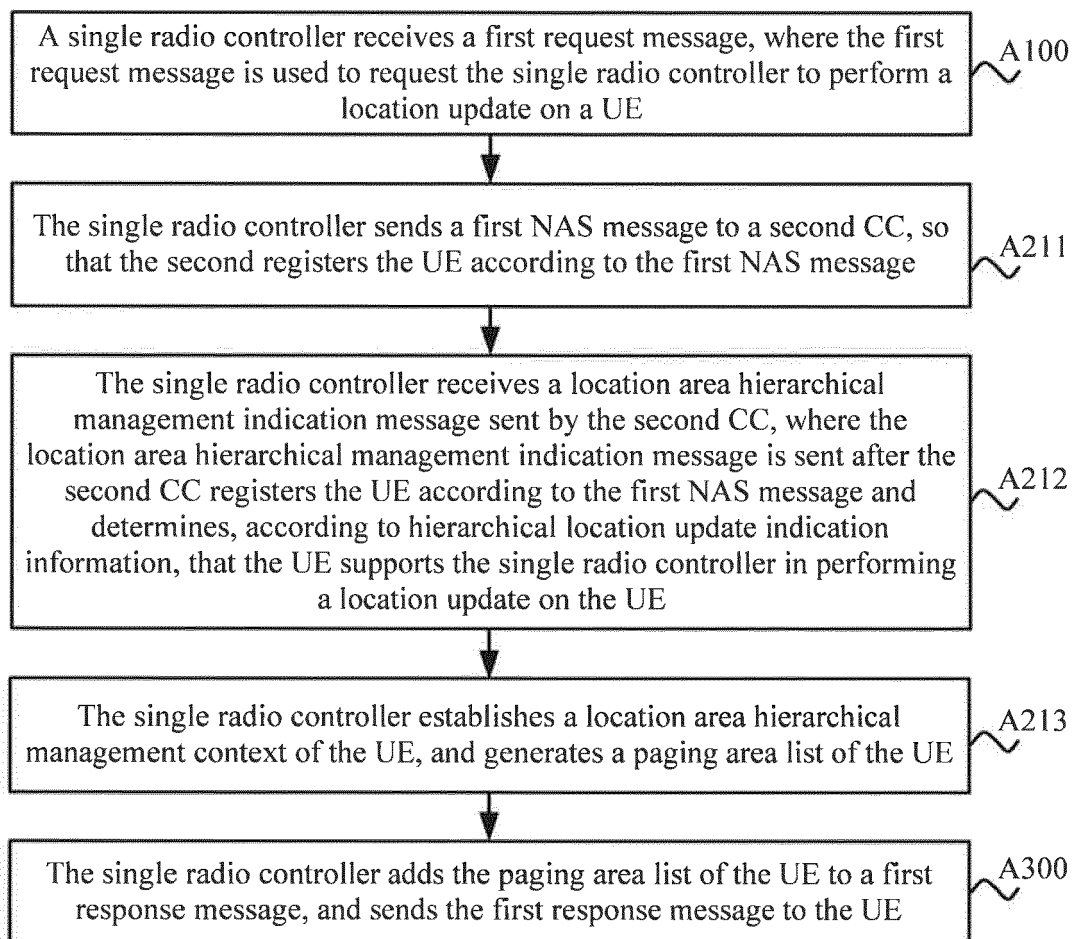 A single radio controller receives a first request message, where the first
request message is used to request the single radio controller to perform a
location update on a UE
A100
The single radio controller sends a first NAS message to a second CC, so
that the second registers the UE according to the first NAS message
A211
The single radio controller receives a location area hierarchical
management indication message sent by the second CC, where the
location area hierarchical management indication message is sent after the
second CC registers the UE according to the first NAS message and
determines, according to hierarchical location update indication
information, that the UE supports the single radio controller in performing
a location update on the UE
A212
The single radio controller establishes a location area hierarchical
management context of the UE, and generates a paging area list of the UE
A213
The single radio controller adds the paging area list of the UE to a first
response message, and sends the first response message to the UE
A300